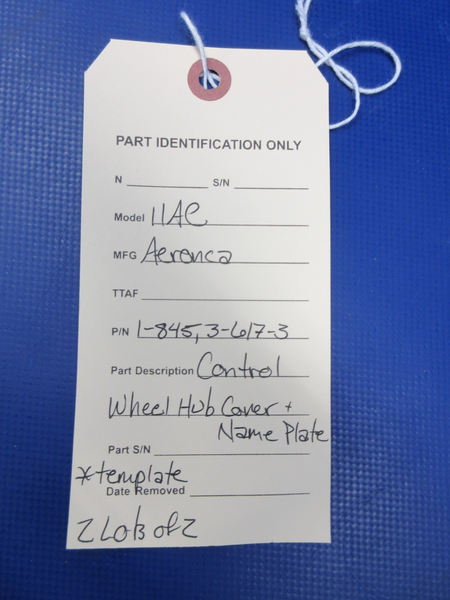 PART IDENTIFICATION ONLY
N S/N
Model 11AC
MFG Aeronca
TTAF
P/N 1-845, 3-617-3
Part Description Control
Wheel Hub Cover +
Name Plate
Part S/N
*template
Date Removed
2 Lots of 2